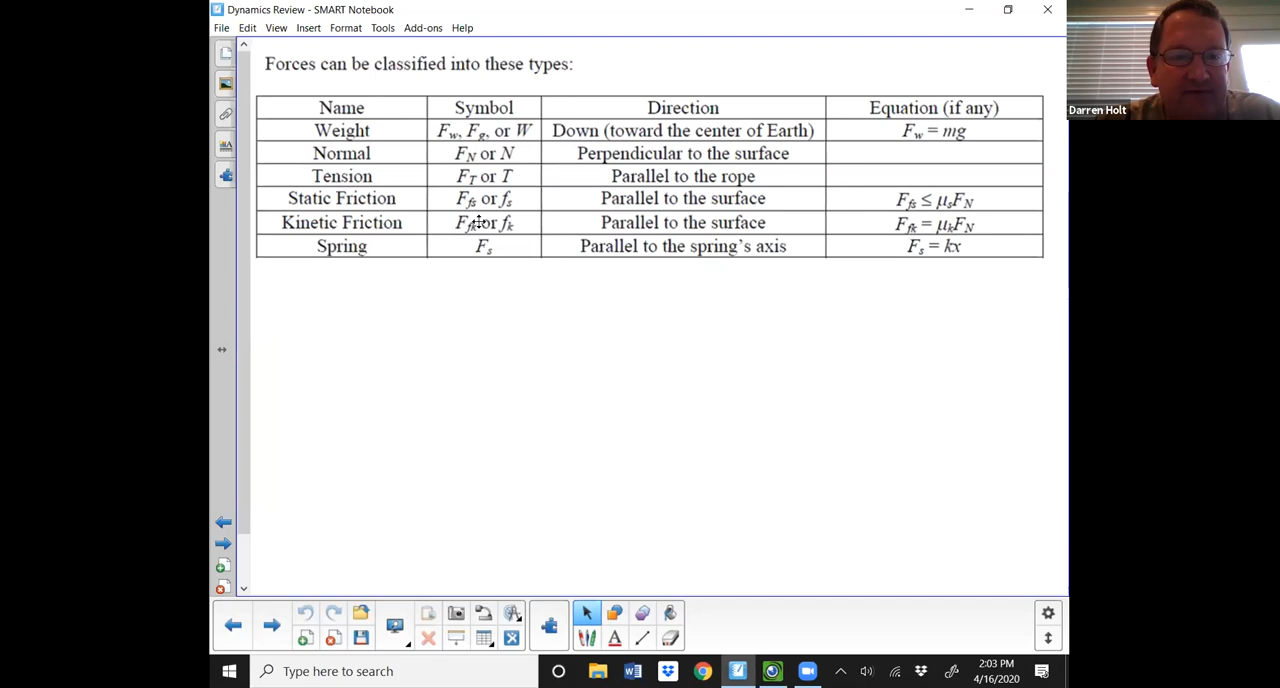 Dynamics Review - SMART Notebook
File Edit View Insert Format Tools Add-ons Help
Darren Holt
Forces can be classified into these types:
Name Symbol Direction Equation (if any)
Weight Fw, Fg, or W Down (toward the center of Earth) Fw = mg
Normal FN or N Perpendicular to the surface
Tension FT or T Parallel to the rope
Static Friction Ffs or fs Parallel to the surface Ffs ≤ μsFN
Kinetic Friction Ffk or fk Parallel to the surface Ffk = μkFN
Spring Fs Parallel to the spring's axis Fs = kx
Type here to search
2:03 PM
4/16/2020